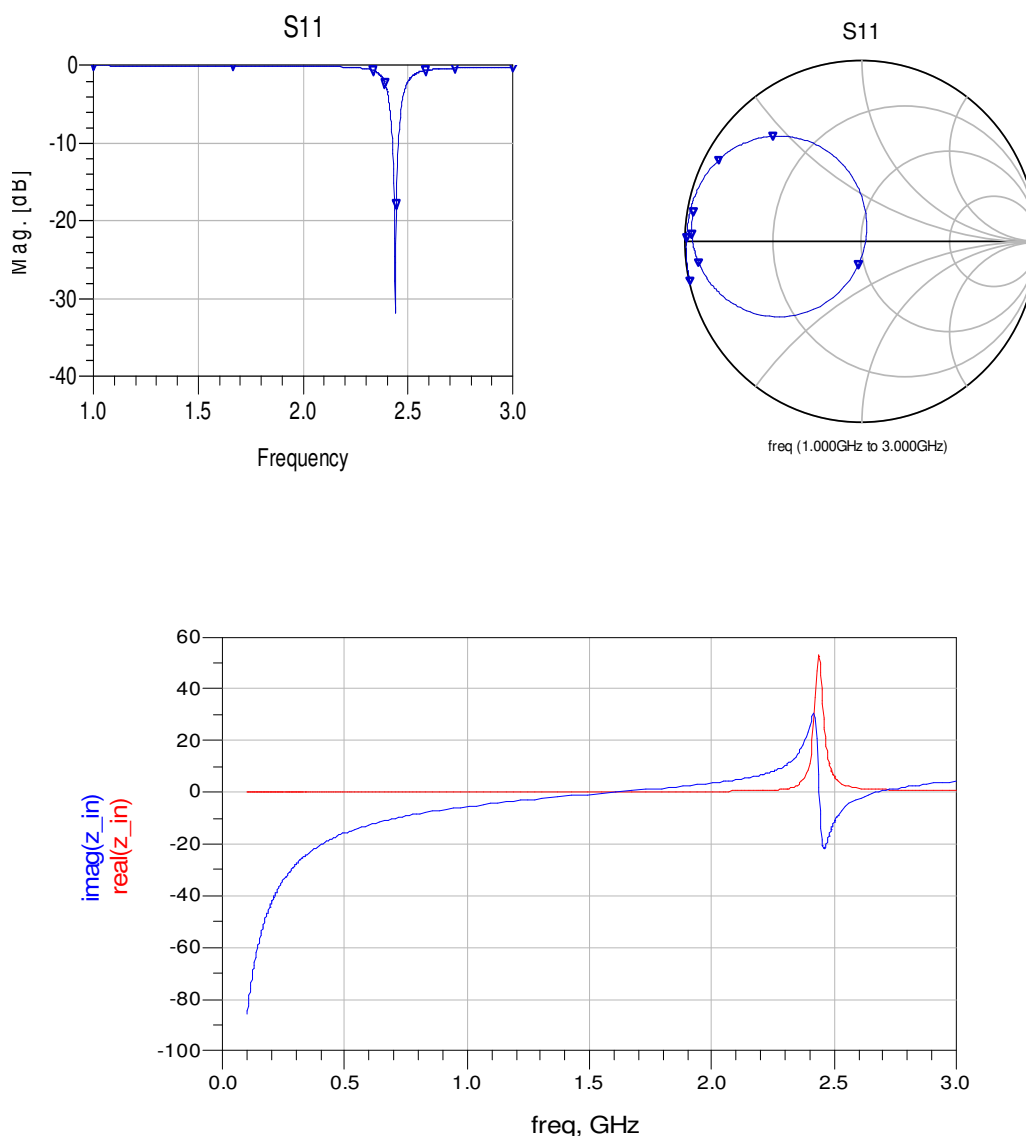 S11
0
-10
-20
-30
-40
Mag. [dB]
1.0 1.5 2.0 2.5 3.0
Frequency
S11
freq (1.000GHz to 3.000GHz)
60
40
20
0
-20
-40
-60
-80
-100
imag(z_in)
real(z_in)
0.0 0.5 1.0 1.5 2.0 2.5 3.0
freq, GHz